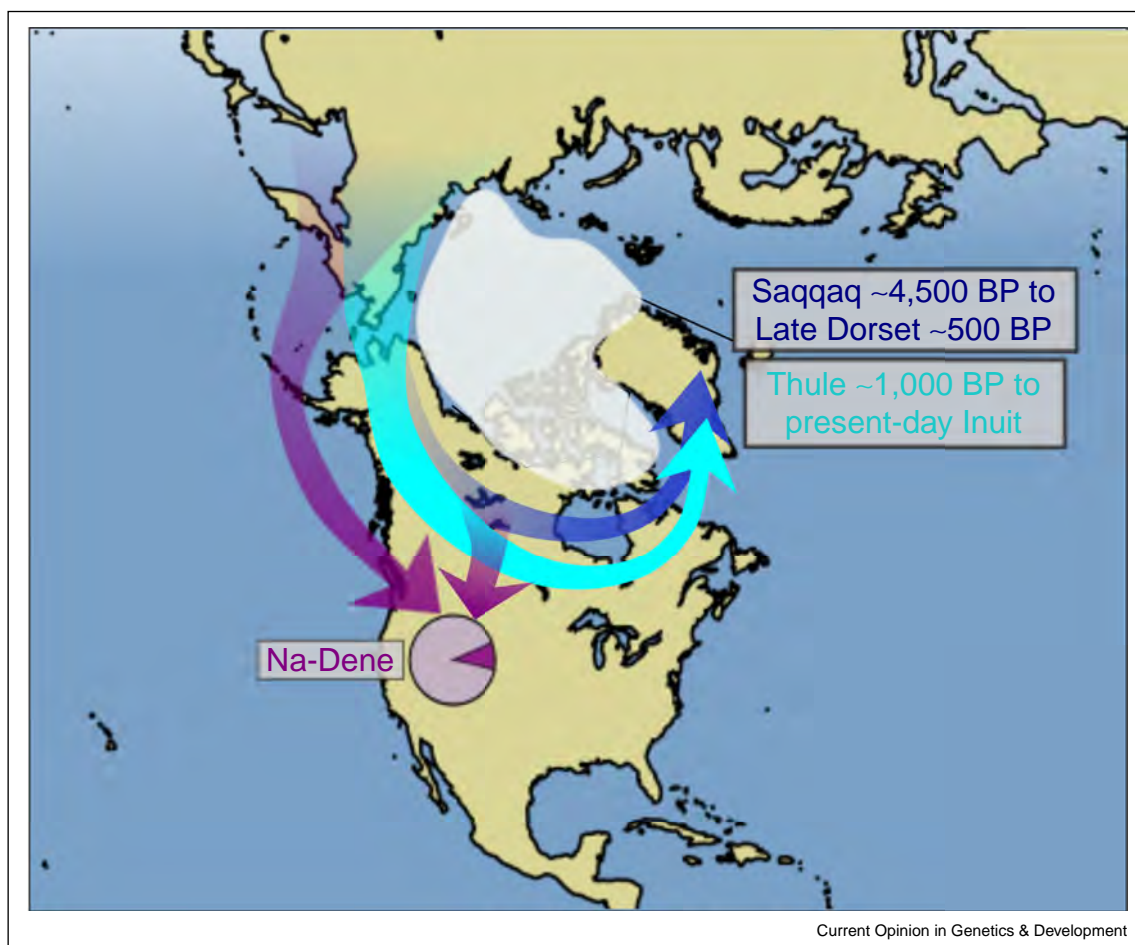 Saqqaq ~4,500 BP to
Late Dorset ~500 BP
Thule ~1,000 BP to
present-day Inuit
Na-Dene
Current Opinion in Genetics & Development